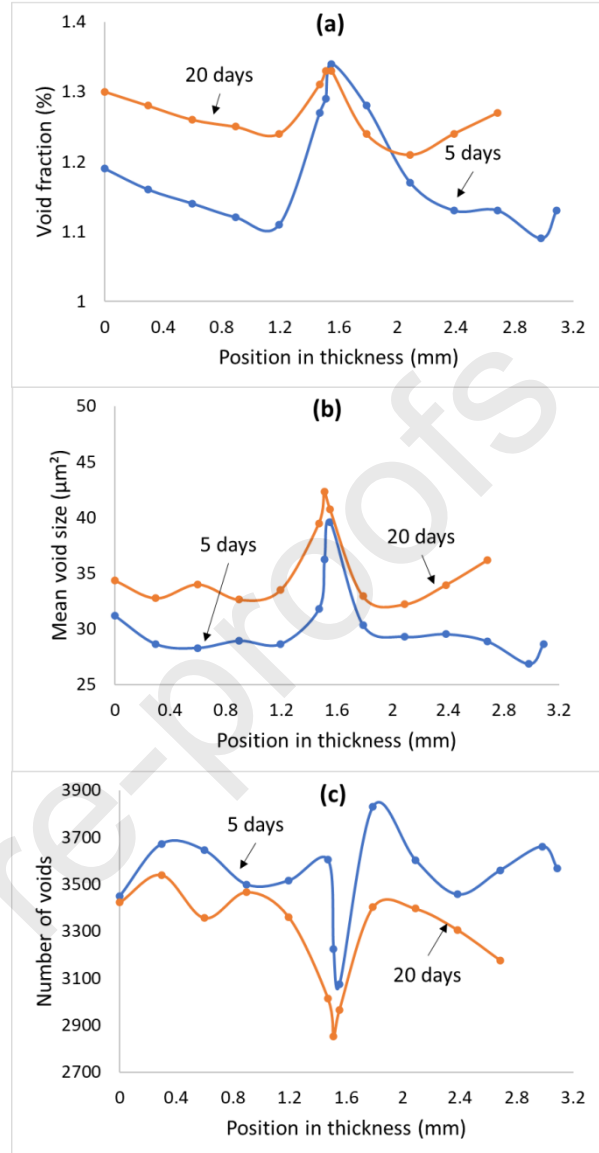 (a)
1.4
1.3
1.2
1.1
1
Void fraction (%)
20 days
5 days
0 0.4 0.8 1.2 1.6 2 2.4 2.8 3.2
Position in thickness (mm)
(b)
50
45
40
35
30
25
Mean void size (µm²)
5 days
20 days
0 0.4 0.8 1.2 1.6 2 2.4 2.8 3.2
Position in thickness (mm)
(c)
3900
3700
3500
3300
3100
2900
2700
Number of voids
5 days
20 days
0 0.4 0.8 1.2 1.6 2 2.4 2.8 3.2
Position in thickness (mm)
re-proofs